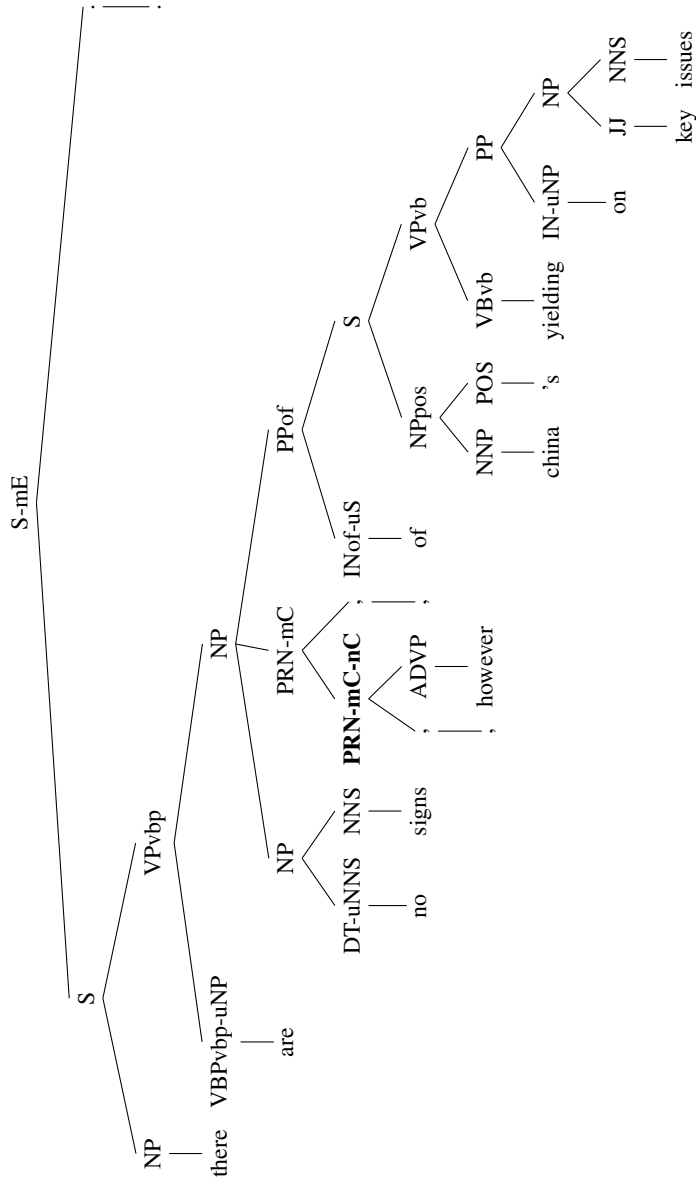 S-mE
S .
NP VPvbp .
there VBPvbp-uNP NP
are NP PRN-mC PPof
DT-uNNS NNS PRN-mC-nC , INof-uS S
no signs , ADVP , of NPpos VPvb
, however NNP POS VBvb PP
china 's yielding IN-uNP NP
on JJ NNS
key issues